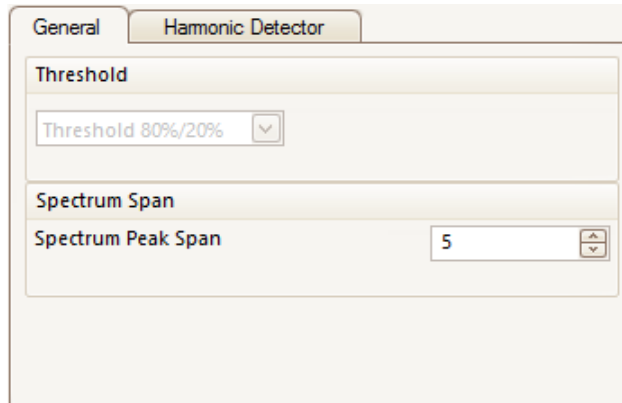 General
Harmonic Detector
Threshold
Threshold 80%/20%
Spectrum Span
Spectrum Peak Span 5